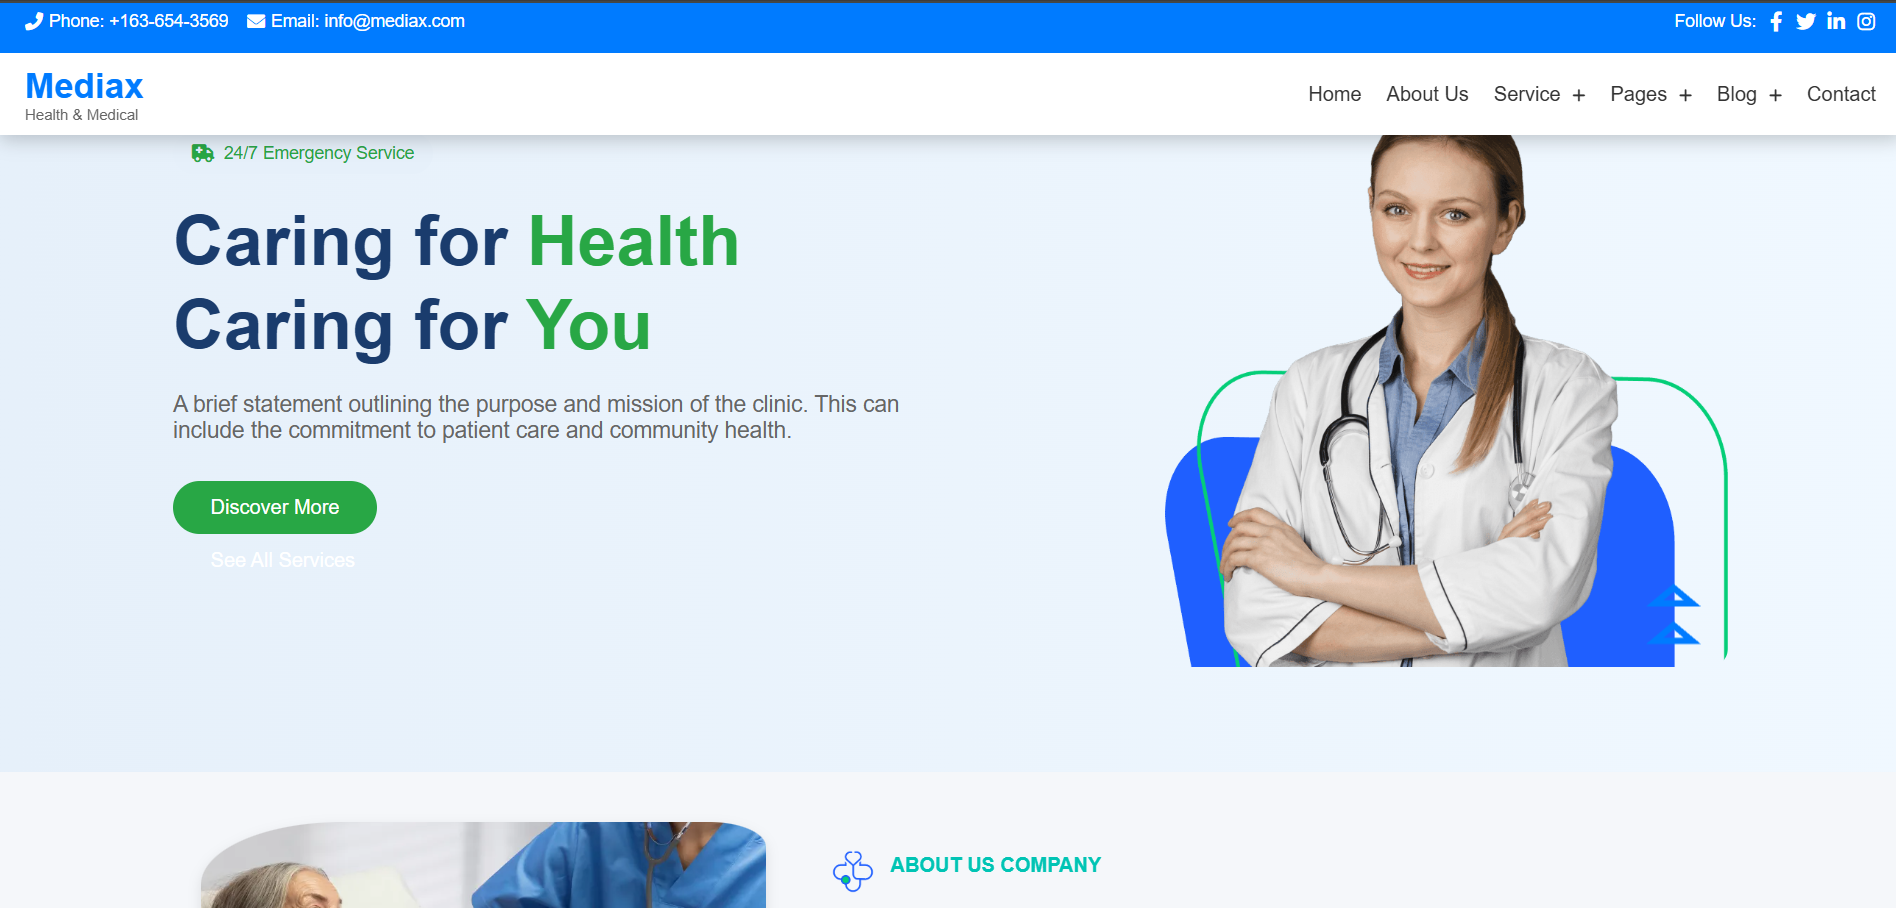 Phone: +163-654-3569 Email: info@mediax.com Follow Us:
Mediax
Health & Medical
Home About Us Service + Pages + Blog + Contact
24/7 Emergency Service
Caring for Health
Caring for You
A brief statement outlining the purpose and mission of the clinic. This can
include the commitment to patient care and community health.
Discover More
See All Services
ABOUT US COMPANY